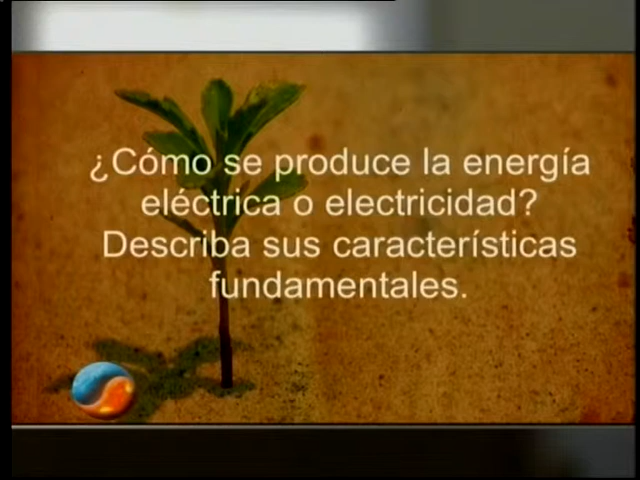 ¿Cómo se produce la energía
eléctrica o electricidad?
Describa sus características
fundamentales.